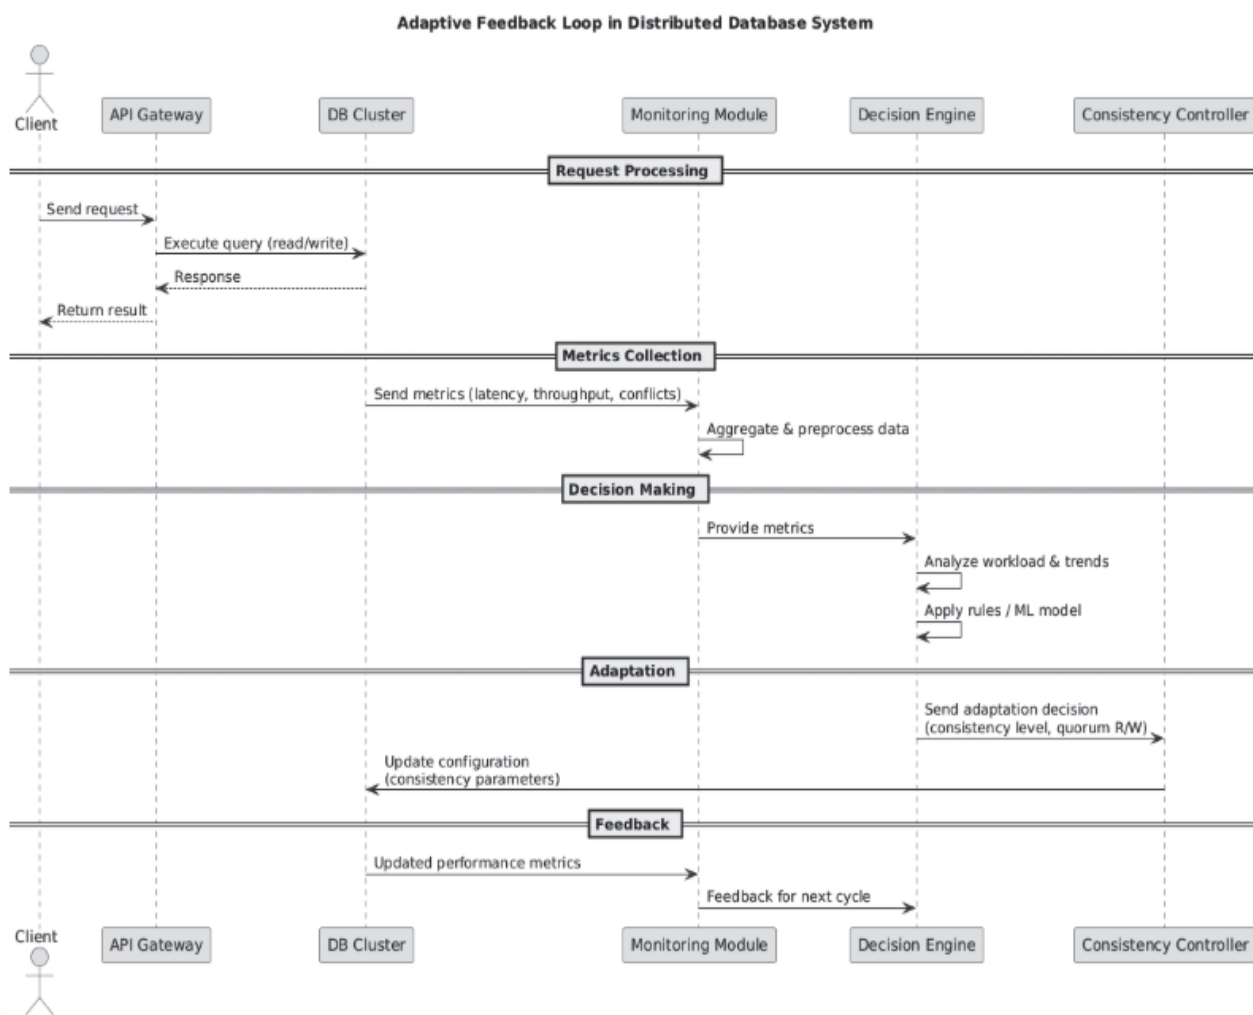 Adaptive Feedback Loop in Distributed Database System
Client
API Gateway
DB Cluster
Monitoring Module
Decision Engine
Consistency Controller
Request Processing
Send request
Execute query (read/write)
Response
Return result
Metrics Collection
Send metrics (latency, throughput, conflicts)
Aggregate & preprocess data
Decision Making
Provide metrics
Analyze workload & trends
Apply rules / ML model
Adaptation
Send adaptation decision
(consistency level, quorum R/W)
Update configuration
(consistency parameters)
Feedback
Updated performance metrics
Feedback for next cycle
Client
API Gateway
DB Cluster
Monitoring Module
Decision Engine
Consistency Controller